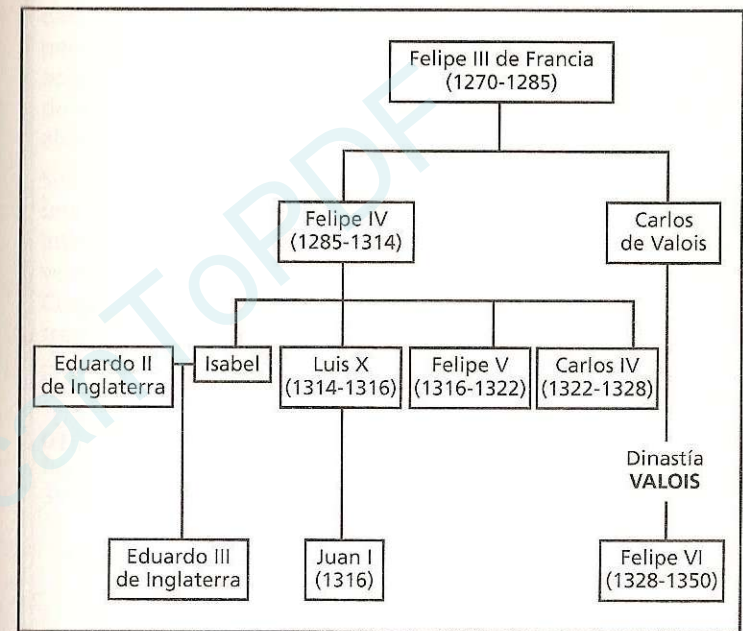 Felipe III de Francia
(1270-1285)
Felipe IV
(1285-1314)
Carlos
de Valois
Eduardo II
de Inglaterra
Isabel
Luis X
(1314-1316)
Felipe V
(1316-1322)
Carlos IV
(1322-1328)
Dinastía
VALOIS
Eduardo III
de Inglaterra
Juan I
(1316)
Felipe VI
(1328-1350)
canToPDF